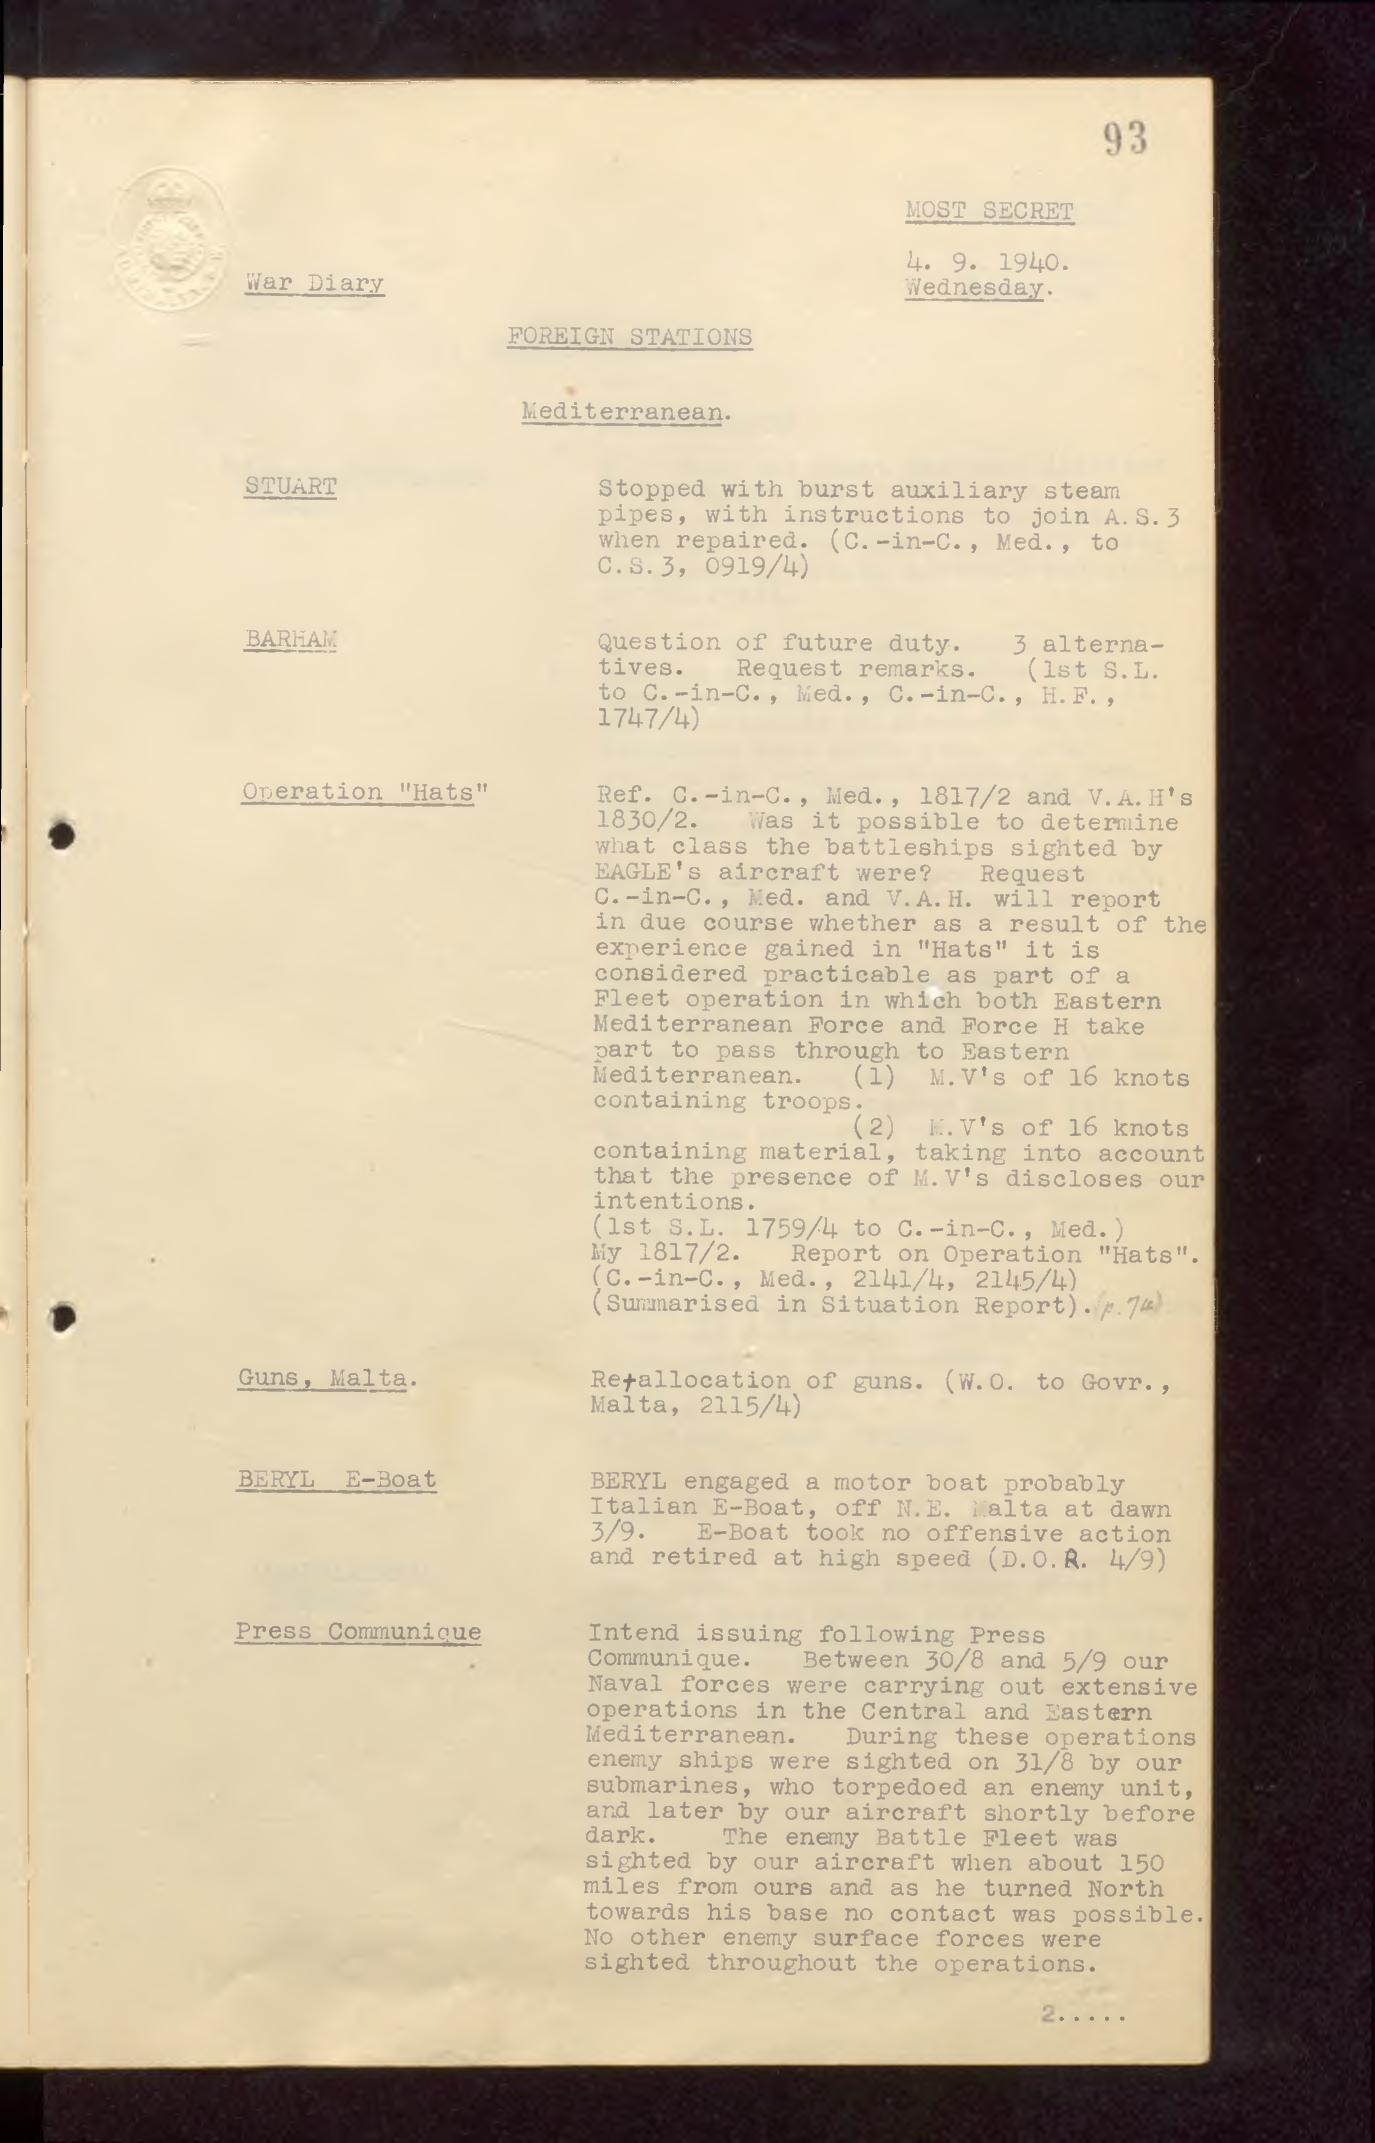 93
MOST SECRET
4. 9. 1940.
War Diary
Wednesday.
FOREIGN STATIONS
Mediterranean.
STUART
Stopped with burst auxiliary steam
pipes, with instructions to join A.S.3
when repaired. (C.-in-C., Med., to
C.S.3, 0919/4)
BARHAM
Question of future duty. 3 alterna-
tives. Request remarks. (1st S.L.
to C.-in-C., Med., C.-in-C., H.F.,
1747/4)
Operation "Hats"
Ref. C.-in-C., Med., 1817/2 and V.A.H's
1830/2. Was it possible to determine
what class the battleships sighted by
EAGLE's aircraft were? Request
C.-in-C., Med. and V.A.H. will report
in due course whether as a result of the
experience gained in "Hats" it is
considered practicable as part of a
Fleet operation in which both Eastern
Mediterranean Force and Force H take
part to pass through to Eastern
Mediterranean. (1) M.V's of 16 knots
containing troops.
(2) M.V's of 16 knots
containing material, taking into account
that the presence of M.V's discloses our
intentions.
(1st S.L. 1759/4 to C.-in-C., Med.)
My 1817/2. Report on Operation "Hats".
(C.-in-C., Med., 2141/4, 2145/4)
(Summarised in Situation Report).
Guns, Malta.
Re-allocation of guns. (W.O. to Govr.,
Malta, 2115/4)
BERYL E-Boat
BERYL engaged a motor boat probably
Italian E-Boat, off N.E. Malta at dawn
3/9. E-Boat took no offensive action
and retired at high speed (D.O.R. 4/9)
Press Communique
Intend issuing following Press
Communique. Between 30/8 and 5/9 our
Naval forces were carrying out extensive
operations in the Central and Eastern
Mediterranean. During these operations
enemy ships were sighted on 31/8 by our
submarines, who torpedoed an enemy unit,
and later by our aircraft shortly before
dark. The enemy Battle Fleet was
sighted by our aircraft when about 150
miles from ours and as he turned North
towards his base no contact was possible.
No other enemy surface forces were
sighted throughout the operations.
2.....